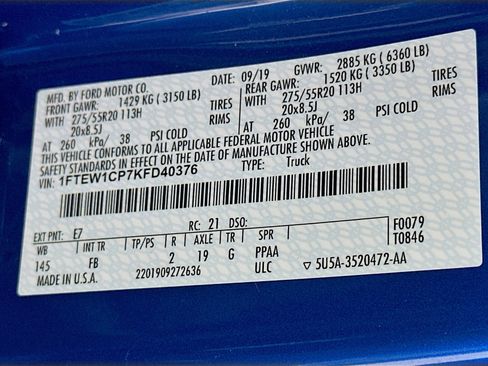 MFD. BY FORD MOTOR CO. DATE: 09/19 GVWR: 2885 KG (6360 LB)
FRONT GAWR: 1429 KG (3150 LB) REAR GAWR: 1520 KG (3350 LB)
WITH 275/55R20 113H TIRES WITH 275/55R20 113H TIRES
20x8.5J RIMS 20x8.5J RIMS
AT 260 kPa/ 38 PSI COLD AT 260 kPa/ 38 PSI COLD
THIS VEHICLE CONFORMS TO ALL APPLICABLE FEDERAL MOTOR VEHICLE
SAFETY STANDARDS IN EFFECT ON THE DATE OF MANUFACTURE SHOWN ABOVE.
VIN: 1FTEW1CP7KFD40376 TYPE: Truck
F0079
EXT PNT: E7 RC: 21 DSO: T0846
WB INT TR TP/PS R AXLE TR SPR
145 FB 2 19 G PPAA
MADE IN U.S.A. 2201909272636 ULC ▽ 5U5A-3520472-AA